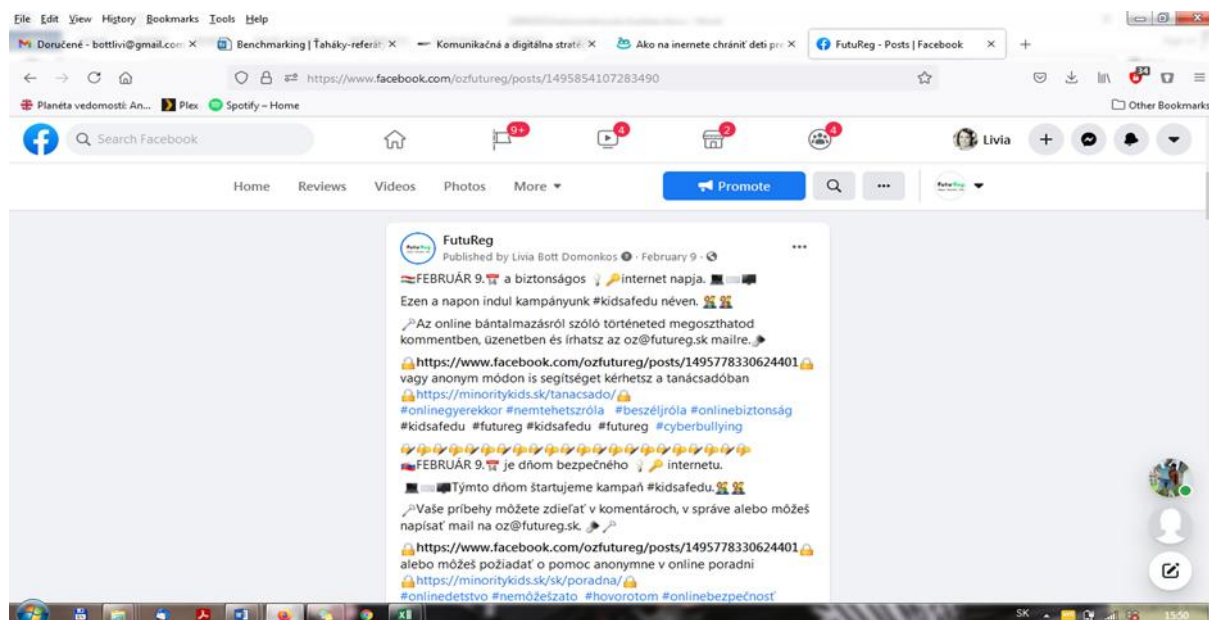 File Edit View History Bookmarks Tools Help
Doručené - bottlivi@gmail.com
Benchmarking | Ťaháky-referát
Komunikačná a digitálna straté
Ako na inernete chrániť deti pr
FutuReg - Posts | Facebook
https://www.facebook.com/ozfutureg/posts/1495854107283490
34
Planéta vedomostí: An... Plex Spotify – Home Other Bookmarks
Search Facebook 9+ 4 2 4 Livia
Home Reviews Videos Photos More Promote
FutuReg
Published by Livia Bott Domonkos · February 9 ·
FEBRUÁR 9. a biztonságos internet napja.
Ezen a napon indul kampányunk #kidsafedu néven.
Az online bántalmazásról szóló történeted megoszthatod
kommentben, üzenetben és írhatsz az oz@futureg.sk mailre.
https://www.facebook.com/ozfutureg/posts/1495778330624401
vagy anonym módon is segítséget kérhetsz a tanácsadóban
https://minoritykids.sk/tanacsado/
#onlinegyerekkor #nemtehetszróla #beszéljróla #onlinebiztonság
#kidsafedu #futureg #kidsafedu #futureg #cyberbullying
FEBRUÁR 9. je dňom bezpečného internetu.
Týmto dňom štartujeme kampaň #kidsafedu.
Vaše príbehy môžete zdieľať v komentároch, v správe alebo môžeš
napísať mail na oz@futureg.sk.
https://www.facebook.com/ozfutureg/posts/1495778330624401
alebo môžeš požiadať o pomoc anonymne v online poradni
https://minoritykids.sk/sk/poradna/
#onlinedetstvo #nemôžešzato #hovorotom #onlinebezpečnosť
SK 15:50